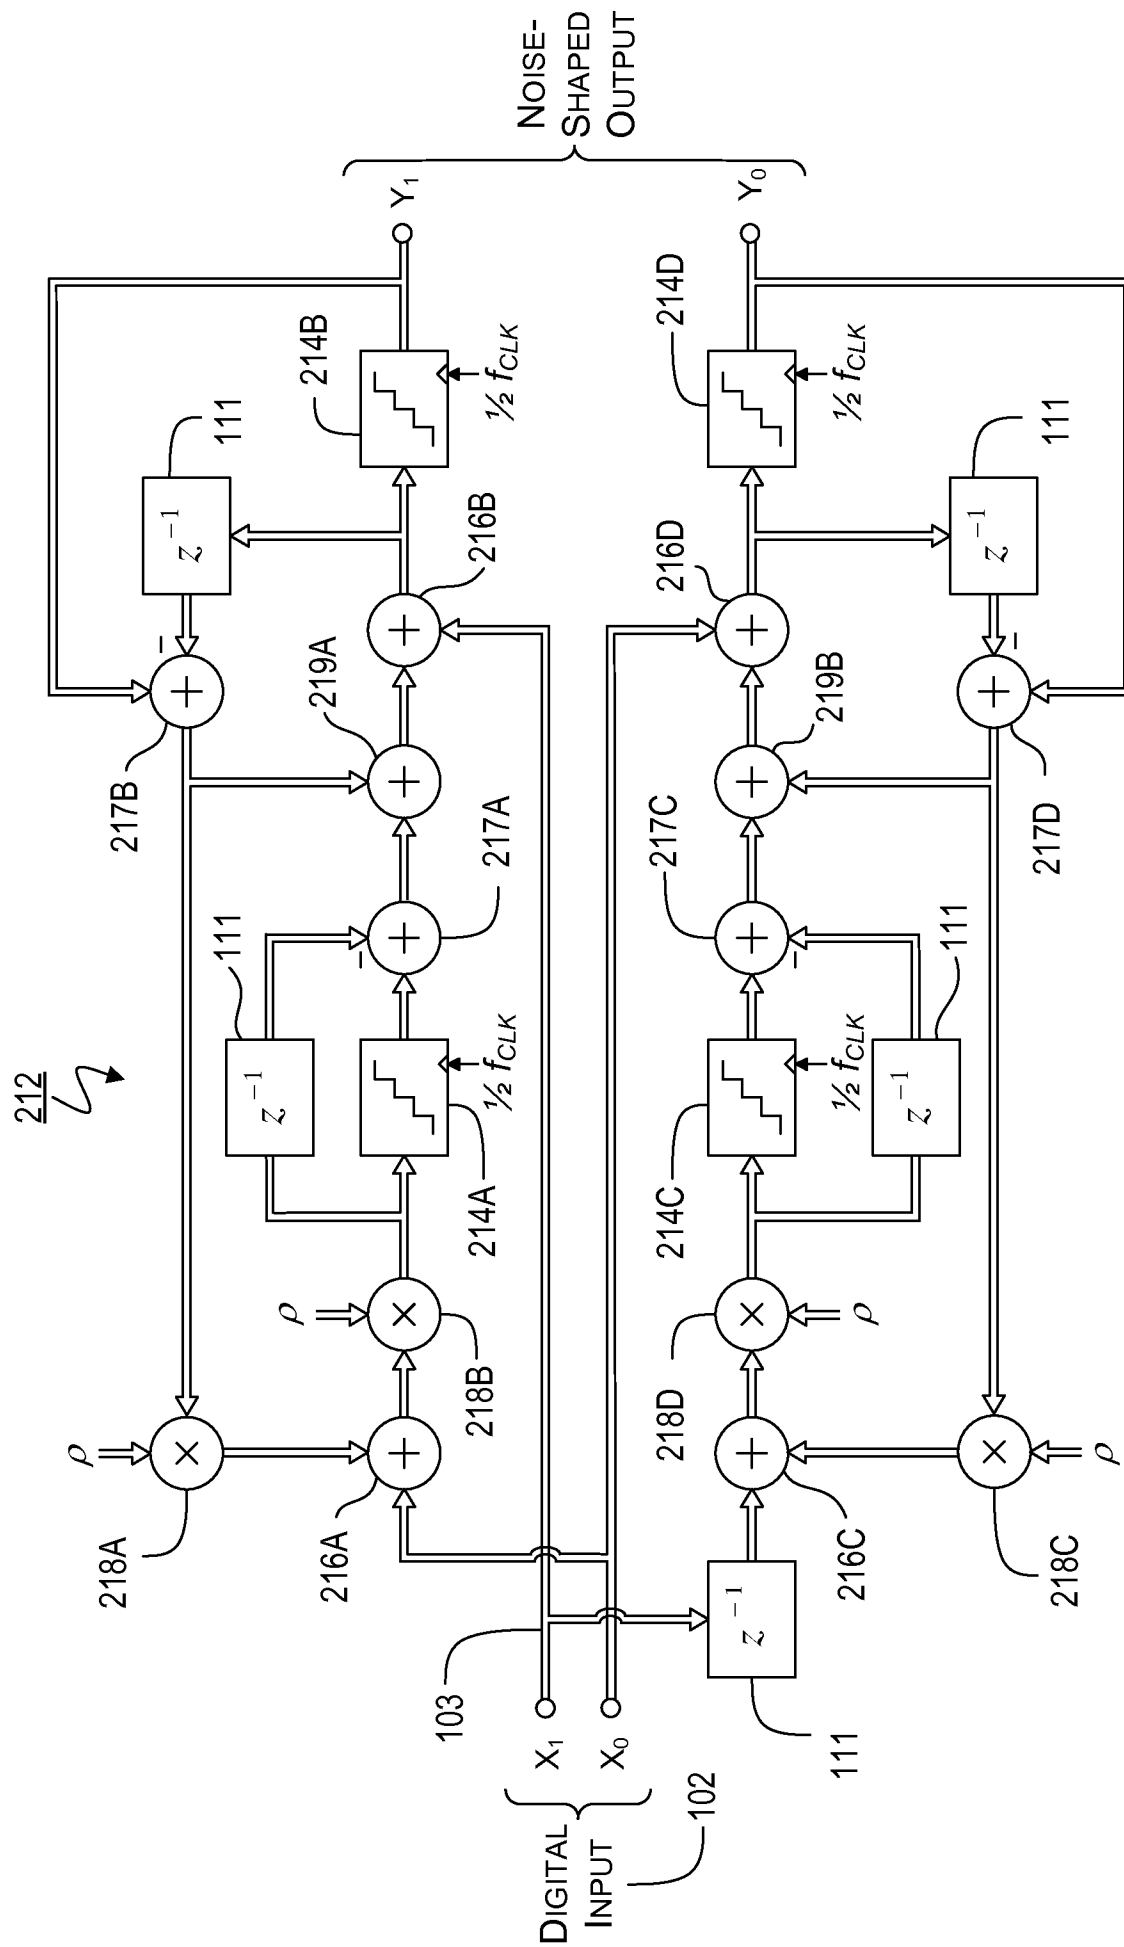 212
DIGITAL
INPUT
102
X1
X0
103
111
ρ
218A
216A
ρ
218B
111
z⁻¹
214A
½ fCLK
217A
217B
–
–
219A
111
z⁻¹
216B
214B
½ fCLK
Y1
NOISE-
SHAPED
OUTPUT
111
z⁻¹
216C
218C
ρ
218D
ρ
214C
½ fCLK
111
z⁻¹
217C
–
219B
217D
–
216D
111
z⁻¹
214D
½ fCLK
Y0